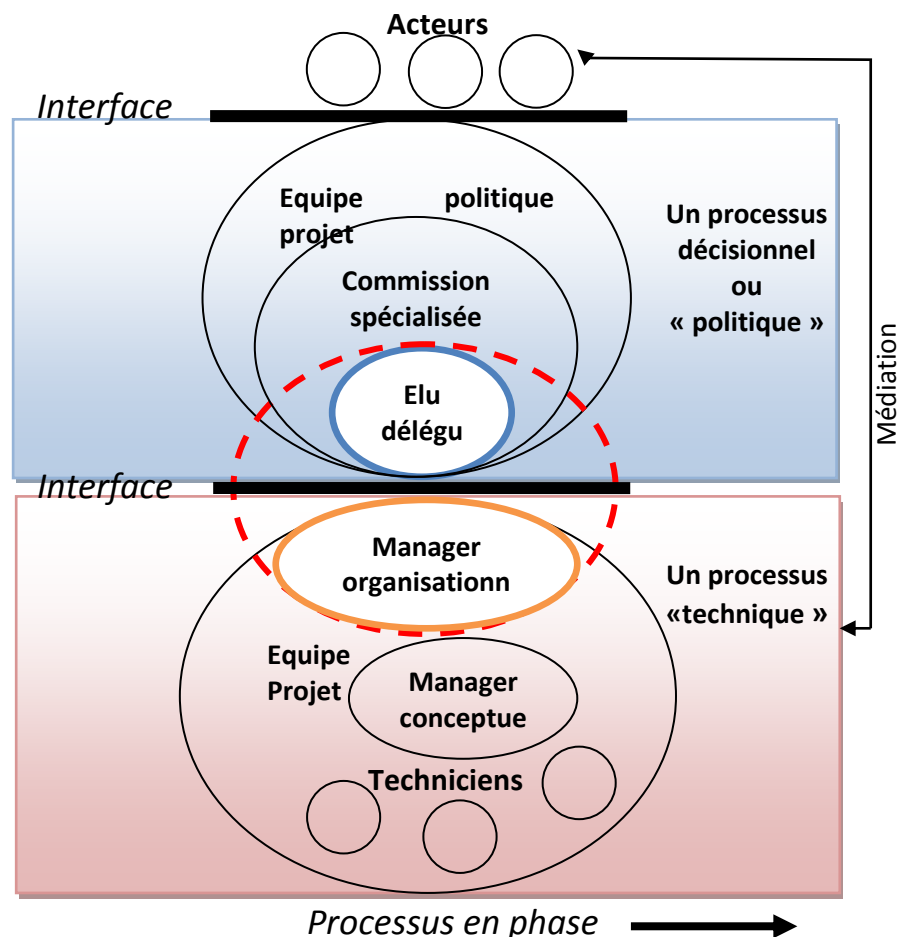 Acteurs
Interface
Equipe politique
projet
Un processus
décisionnel
ou
« politique »
Commission
spécialisée
Elu
délégu
Médiation
Interface
Manager
organisationn
Un processus
«technique »
Equipe
Projet
Manager
conceptue
Techniciens
Processus en phase